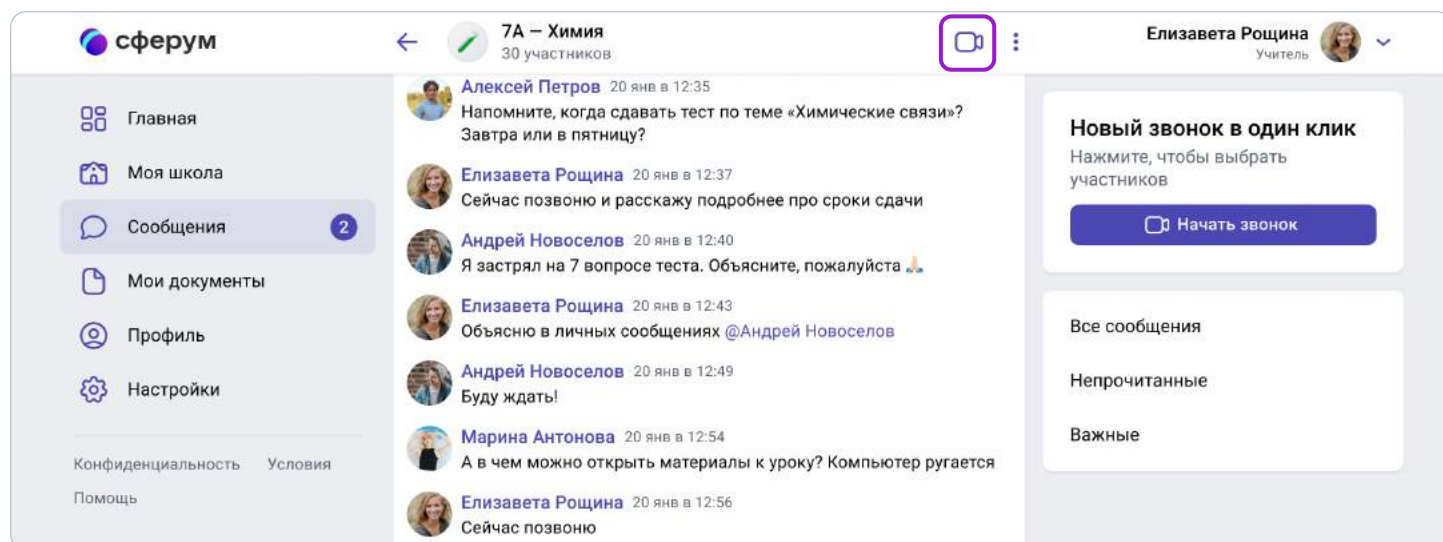 сферум
Главная
Моя школа
Сообщения 2
Мои документы
Профиль
Настройки
Конфиденциальность Условия
Помощь
7А — Химия
30 участников
Алексей Петров 20 янв в 12:35
Напомните, когда сдавать тест по теме «Химические связи»?
Завтра или в пятницу?
Елизавета Рощина 20 янв в 12:37
Сейчас позвоню и расскажу подробнее про сроки сдачи
Андрей Новоселов 20 янв в 12:40
Я застрял на 7 вопросе теста. Объясните, пожалуйста 🙏🏻
Елизавета Рощина 20 янв в 12:43
Объясню в личных сообщениях @Андрей Новоселов
Андрей Новоселов 20 янв в 12:49
Буду ждать!
Марина Антонова 20 янв в 12:54
А в чем можно открыть материалы к уроку? Компьютер ругается
Елизавета Рощина 20 янв в 12:56
Сейчас позвоню
Елизавета Рощина
Учитель
Новый звонок в один клик
Нажмите, чтобы выбрать
участников
Начать звонок
Все сообщения
Непрочитанные
Важные